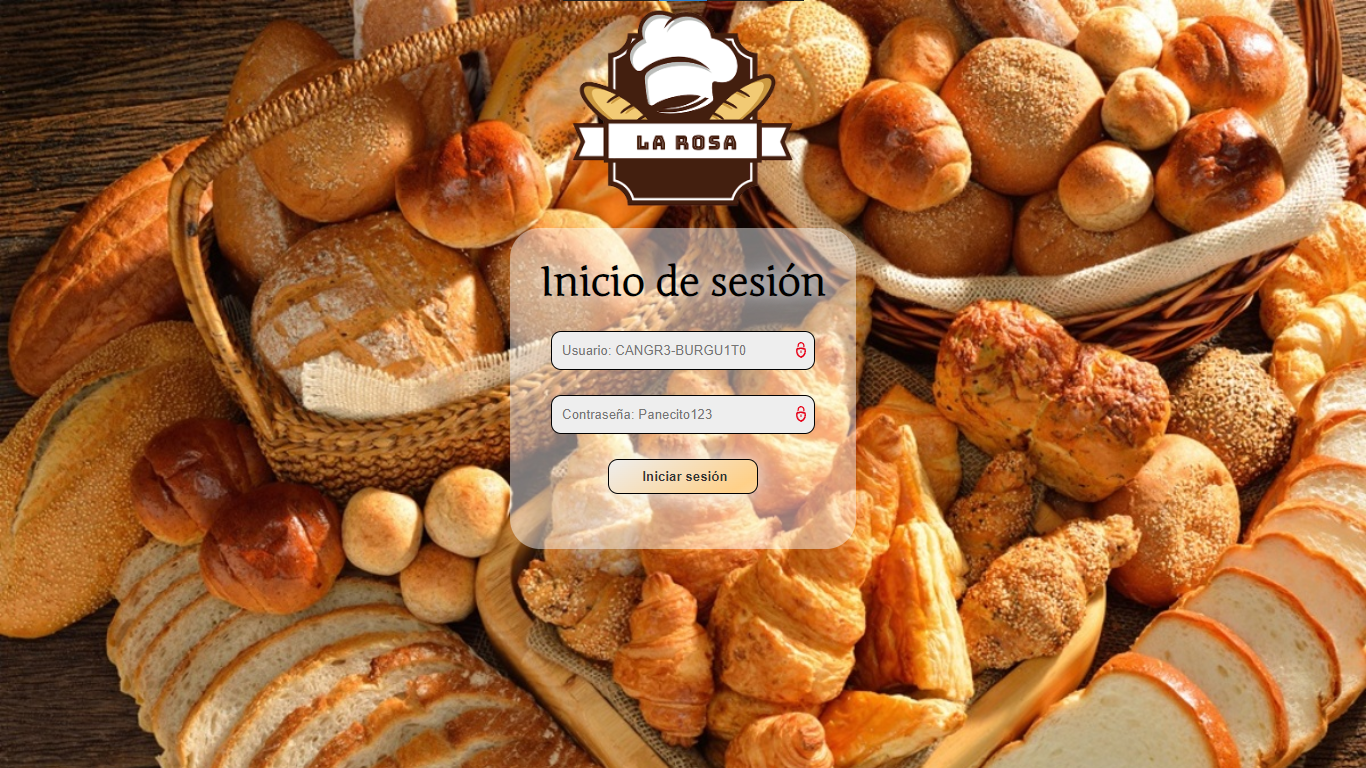 LA ROSA
Inicio de sesión
Usuario: CANGR3-BURGU1T0
Contraseña: Panecito123
Iniciar sesión